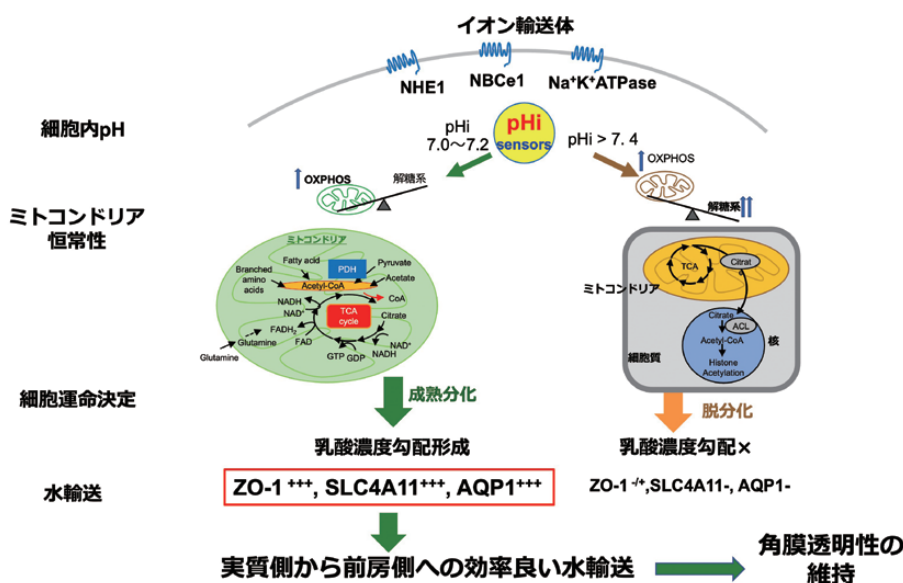 イオン輸送体
NHE1
NBCe1
Na⁺K⁺ATPase
細胞内pH
pHi
7.0〜7.2
pHi
sensors
pHi > 7. 4
OXPHOS
解糖系
OXPHOS
解糖系
ミトコンドリア
恒常性
ミトコンドリア
Fatty acid
PDH
Pyruvate
Branched
amino
acids
Acetyl-CoA
Acetate
NADH
CoA
NAD⁺
TCA
cycle
Citrate
FADH₂
FAD
NAD⁺
NADH
GTP GDP
Glutamine
Glutamine
TCA
Citrat
ミトコンドリア
Citrate
ACL
Acetyl-CoA
核
Histone
Acetylation
細胞質
細胞運命決定
成熟分化
脱分化
乳酸濃度勾配形成
乳酸濃度勾配×
水輸送
ZO-1 ⁺⁺⁺, SLC4A11⁺⁺⁺, AQP1⁺⁺⁺
ZO-1 ⁻/⁺,SLC4A11-, AQP1-
実質側から前房側への効率良い水輸送
角膜透明性の
維持